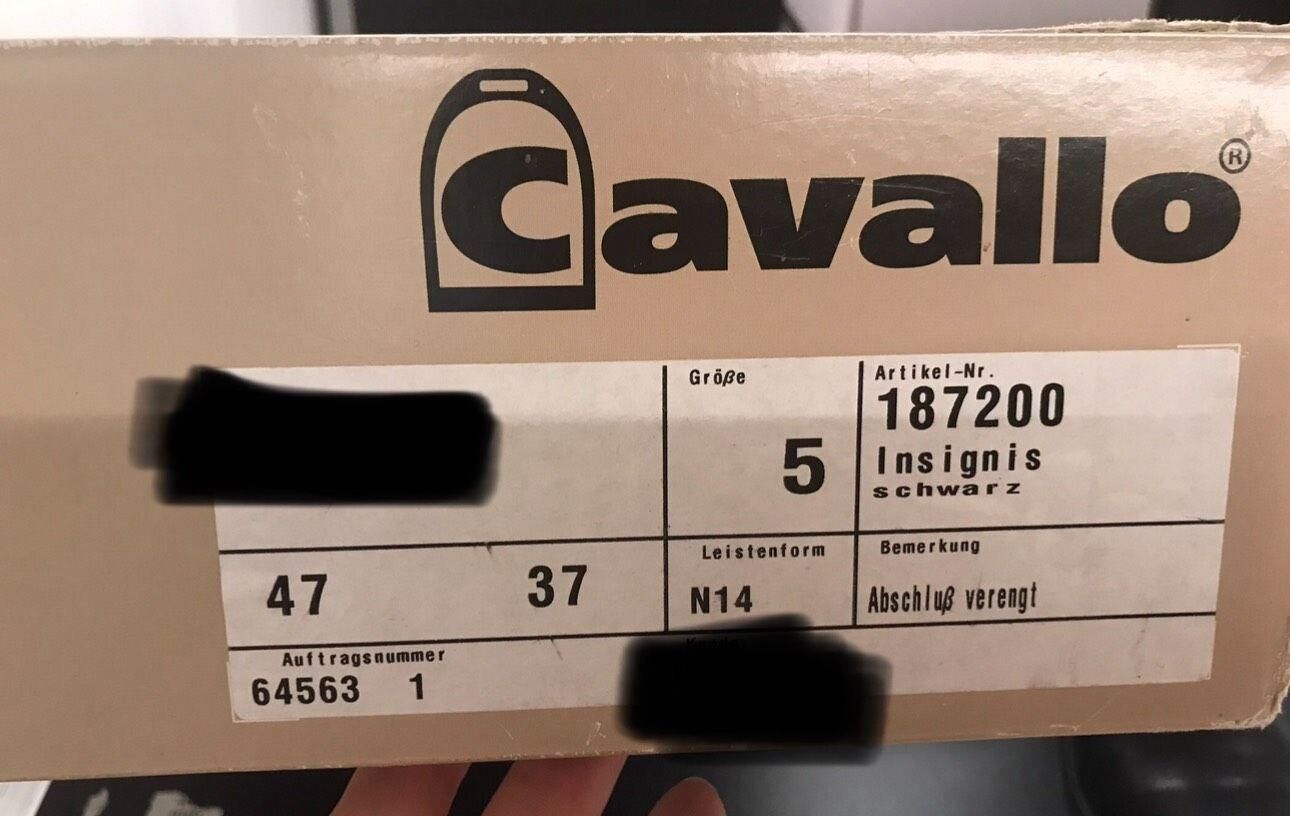 Cavallo®
Größe
5
Artikel-Nr.
187200
Insignis
schwarz
47 37
Leistenform
N14
Bemerkung
Abschluß verengt
Auftragsnummer
64563 1